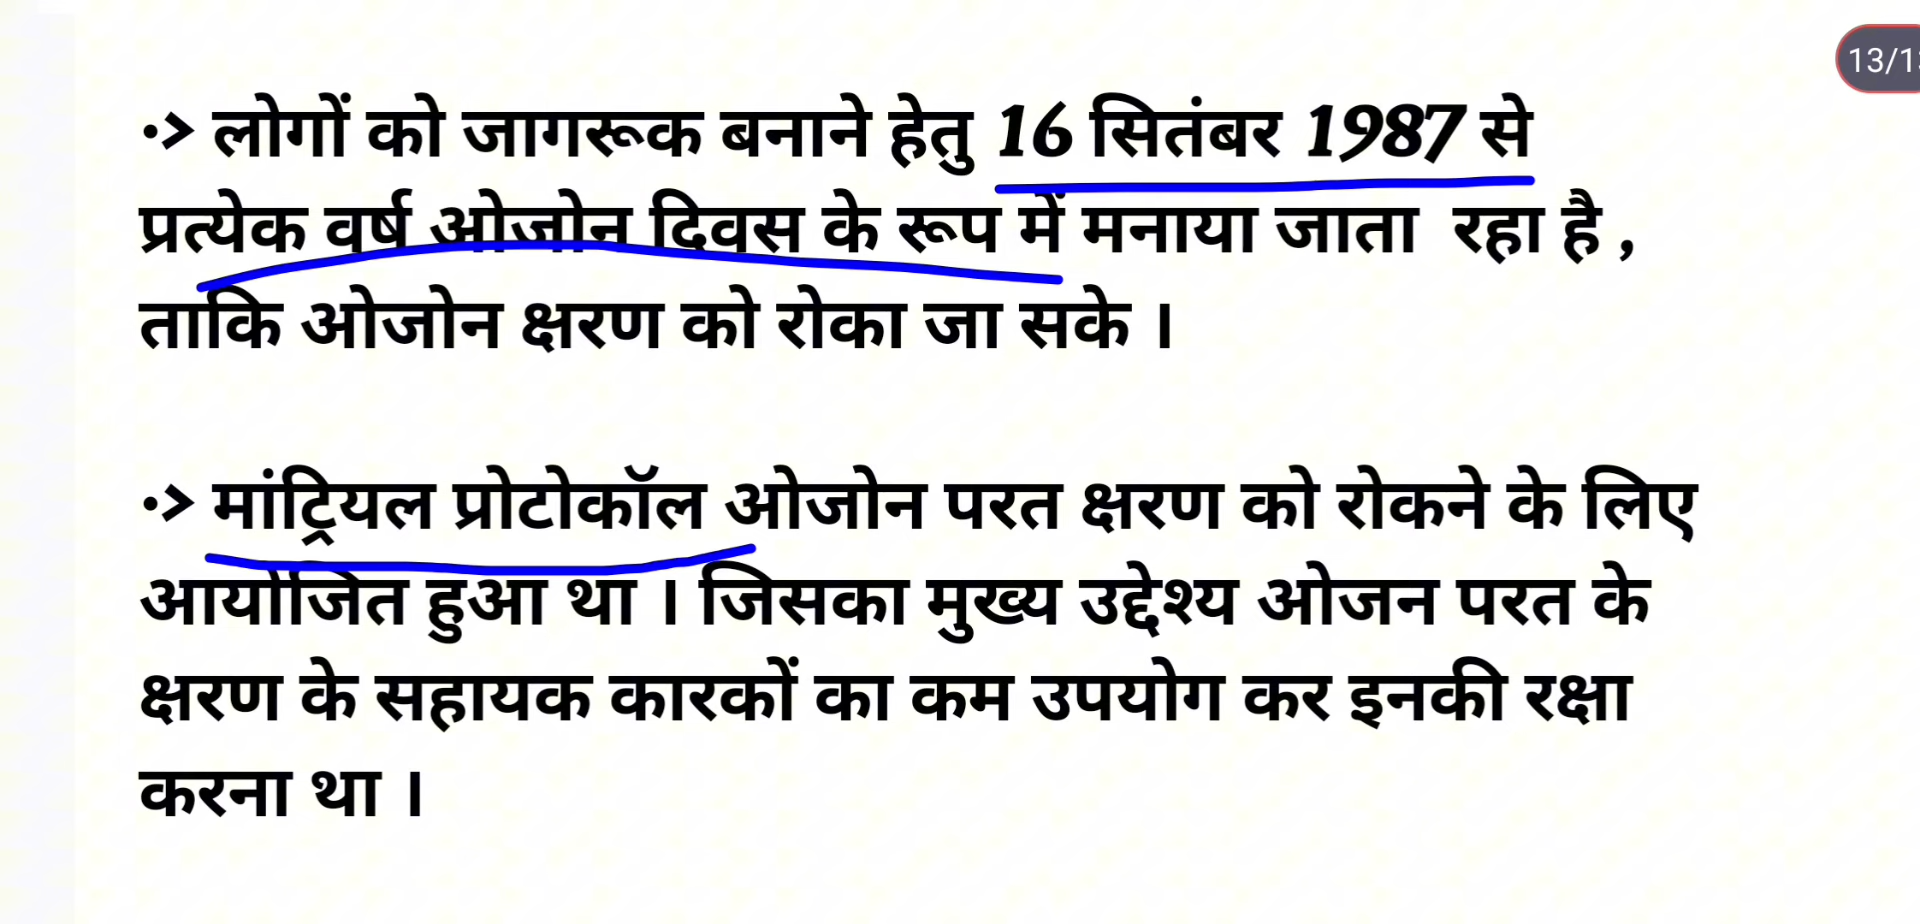 13/1
·> लोगों को जागरूक बनाने हेतु 16 सितंबर 1987 से
प्रत्येक वर्ष ओजोन दिवस के रूप में मनाया जाता रहा है ,
ताकि ओजोन क्षरण को रोका जा सके ।
·> मांट्रियल प्रोटोकॉल ओजोन परत क्षरण को रोकने के लिए
आयोजित हुआ था । जिसका मुख्य उद्देश्य ओजन परत के
क्षरण के सहायक कारकों का कम उपयोग कर इनकी रक्षा
करना था ।